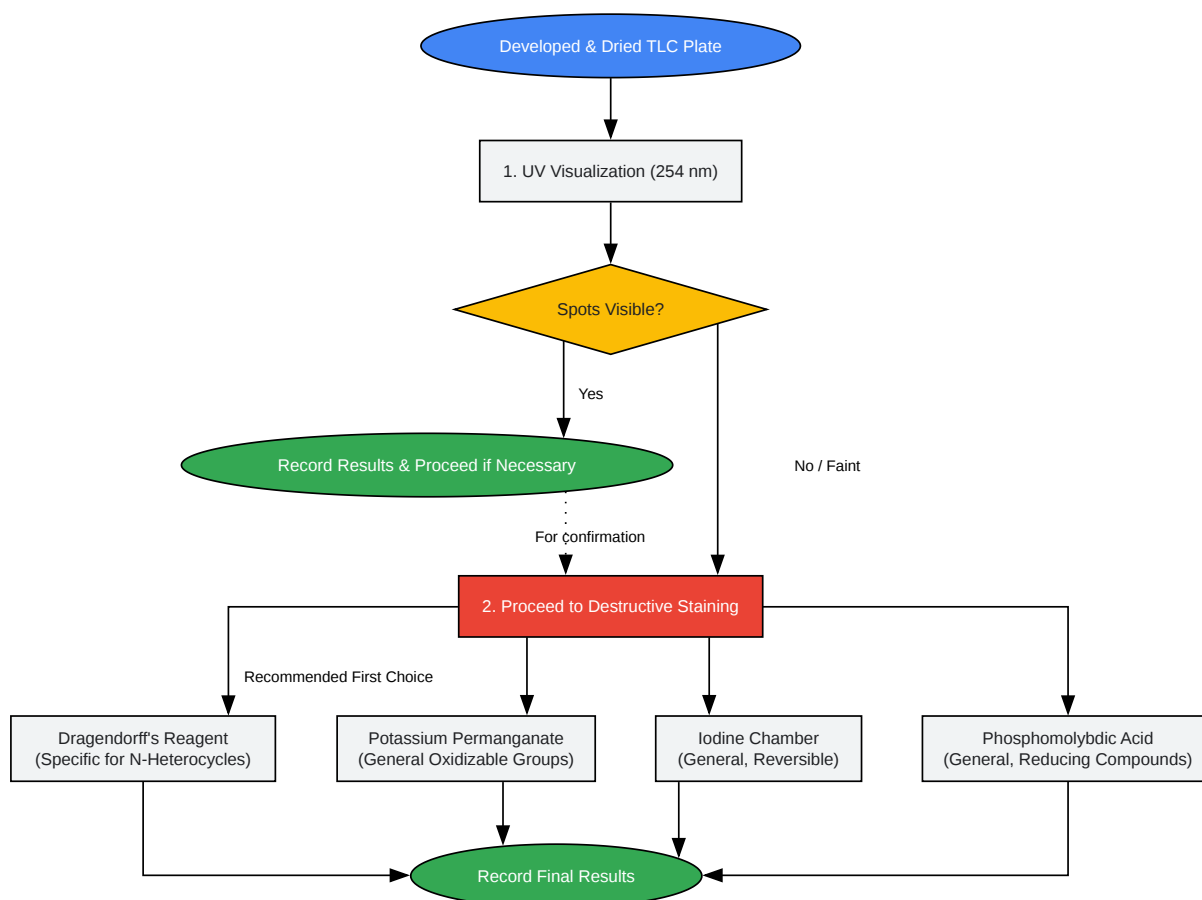 Developed & Dried TLC Plate
1. UV Visualization (254 nm)
Spots Visible?
Yes
Record Results & Proceed if Necessary
No / Faint
For confirmation
2. Proceed to Destructive Staining
Recommended First Choice
Dragendorff's Reagent
(Specific for N-Heterocycles)
Potassium Permanganate
(General Oxidizable Groups)
Iodine Chamber
(General, Reversible)
Phosphomolybdic Acid
(General, Reducing Compounds)
Record Final Results